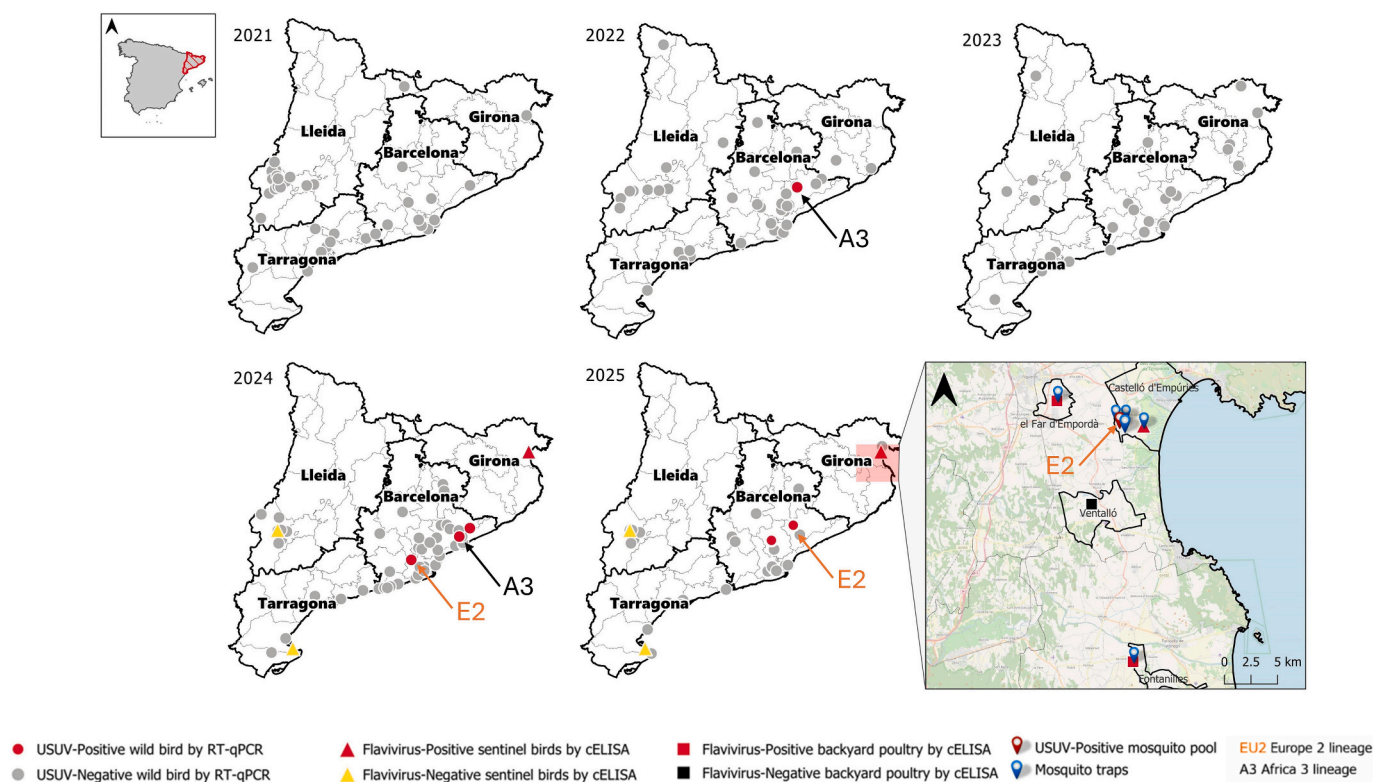 2021
Lleida
Girona
Barcelona
Tarragona
2022
Lleida
Girona
Barcelona
Tarragona
A3
2023
Lleida
Girona
Barcelona
Tarragona
2024
Lleida
Girona
Barcelona
Tarragona
E2
A3
2025
Lleida
Girona
Barcelona
Tarragona
E2
Castelló d'Empúries
el Far d'Empordà
E2
Ventalló
Fontanilles
0 2.5 5 km
USUV-Positive wild bird by RT-qPCR
USUV-Negative wild bird by RT-qPCR
Flavivirus-Positive sentinel birds by cELISA
Flavivirus-Negative sentinel birds by cELISA
Flavivirus-Positive backyard poultry by cELISA
Flavivirus-Negative backyard poultry by cELISA
USUV-Positive mosquito pool
Mosquito traps
EU2 Europe 2 lineage
A3 Africa 3 lineage